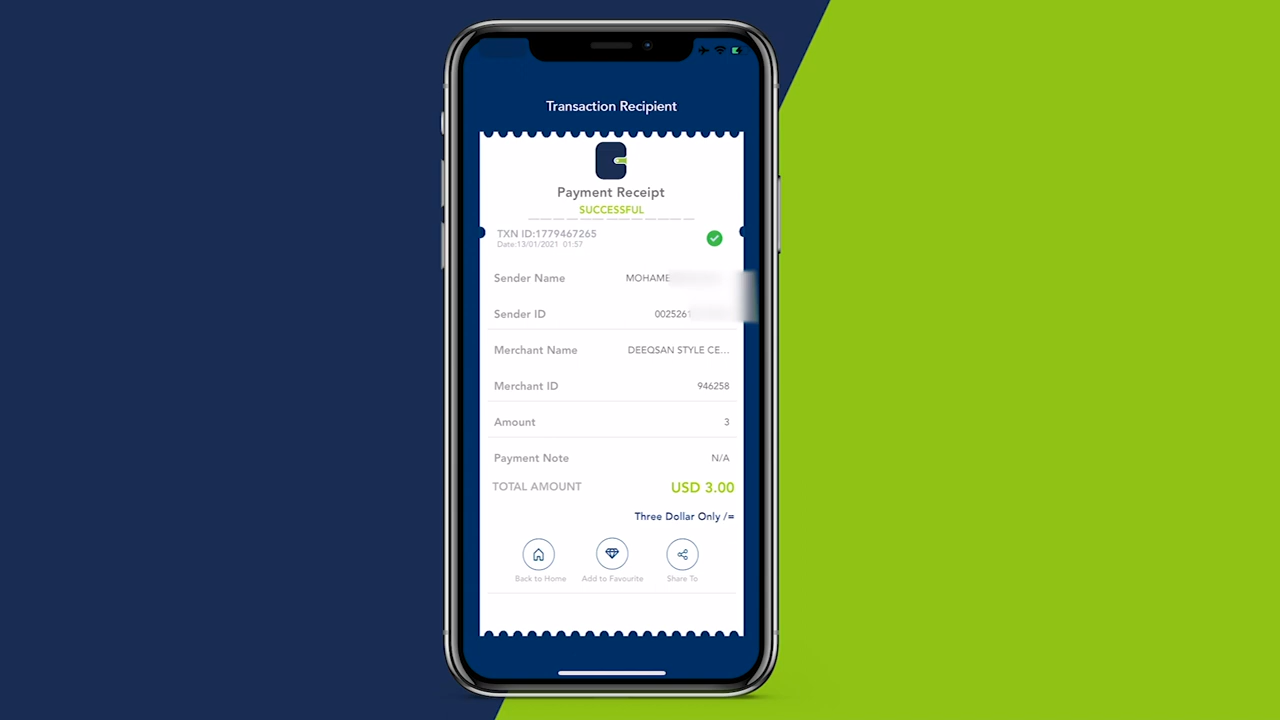 Transaction Recipient
Payment Receipt
SUCCESSFUL
TXN ID:1779467265
Date:13/01/2021 01:57
Sender Name MOHAME
Sender ID 0025261
Merchant Name DEEQSAN STYLE CE...
Merchant ID 946258
Amount 3
Payment Note N/A
TOTAL AMOUNT USD 3.00
Three Dollar Only /=
Back to Home Add to Favourite Share To